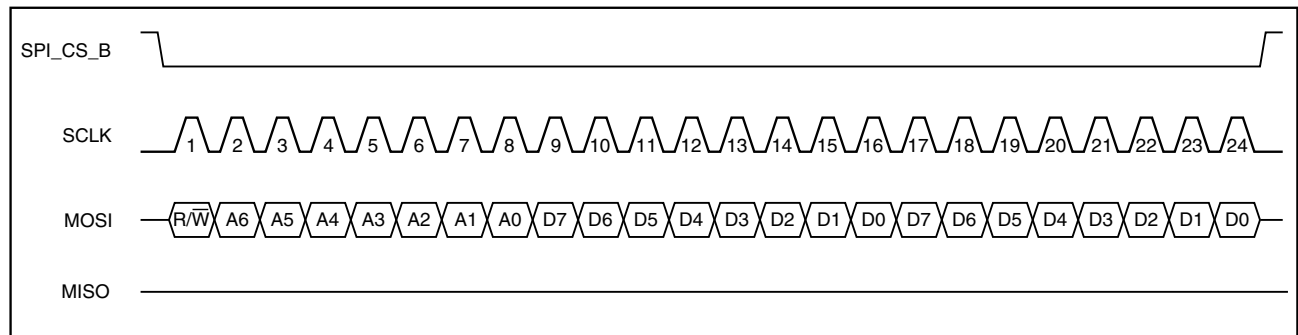 SPI_CS_B
SCLK 1 2 3 4 5 6 7 8 9 10 11 12 13 14 15 16 17 18 19 20 21 22 23 24
MOSI R/W̅ A6 A5 A4 A3 A2 A1 A0 D7 D6 D5 D4 D3 D2 D1 D0 D7 D6 D5 D4 D3 D2 D1 D0
MISO